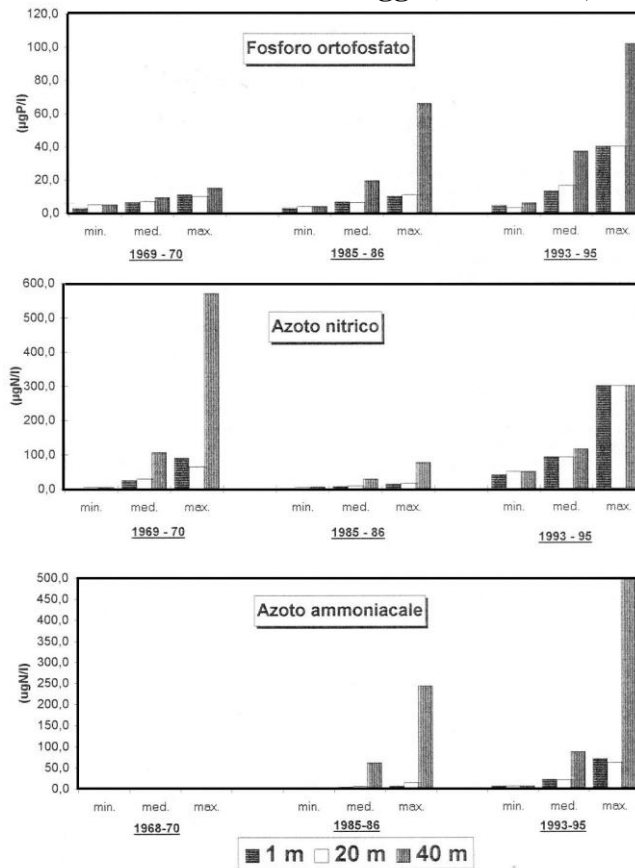 Fosforo ortofosfato
(µgP/l)
120,0
100,0
80,0
60,0
40,0
20,0
0,0
min. med. max. min. med. max. min. med. max.
1969 - 70 1985 - 86 1993 - 95
Azoto nitrico
(µgN/l)
600,0
500,0
400,0
300,0
200,0
100,0
0,0
min. med. max. min. med. max. min. med. max.
1969 - 70 1985 - 86 1993 - 95
Azoto ammoniacale
(ugN/l)
500,0
450,0
400,0
350,0
300,0
250,0
200,0
150,0
100,0
50,0
0,0
min. med. max. min. med. max. min. med. max.
1968-70 1985-86 1993-95
1 m 20 m 40 m